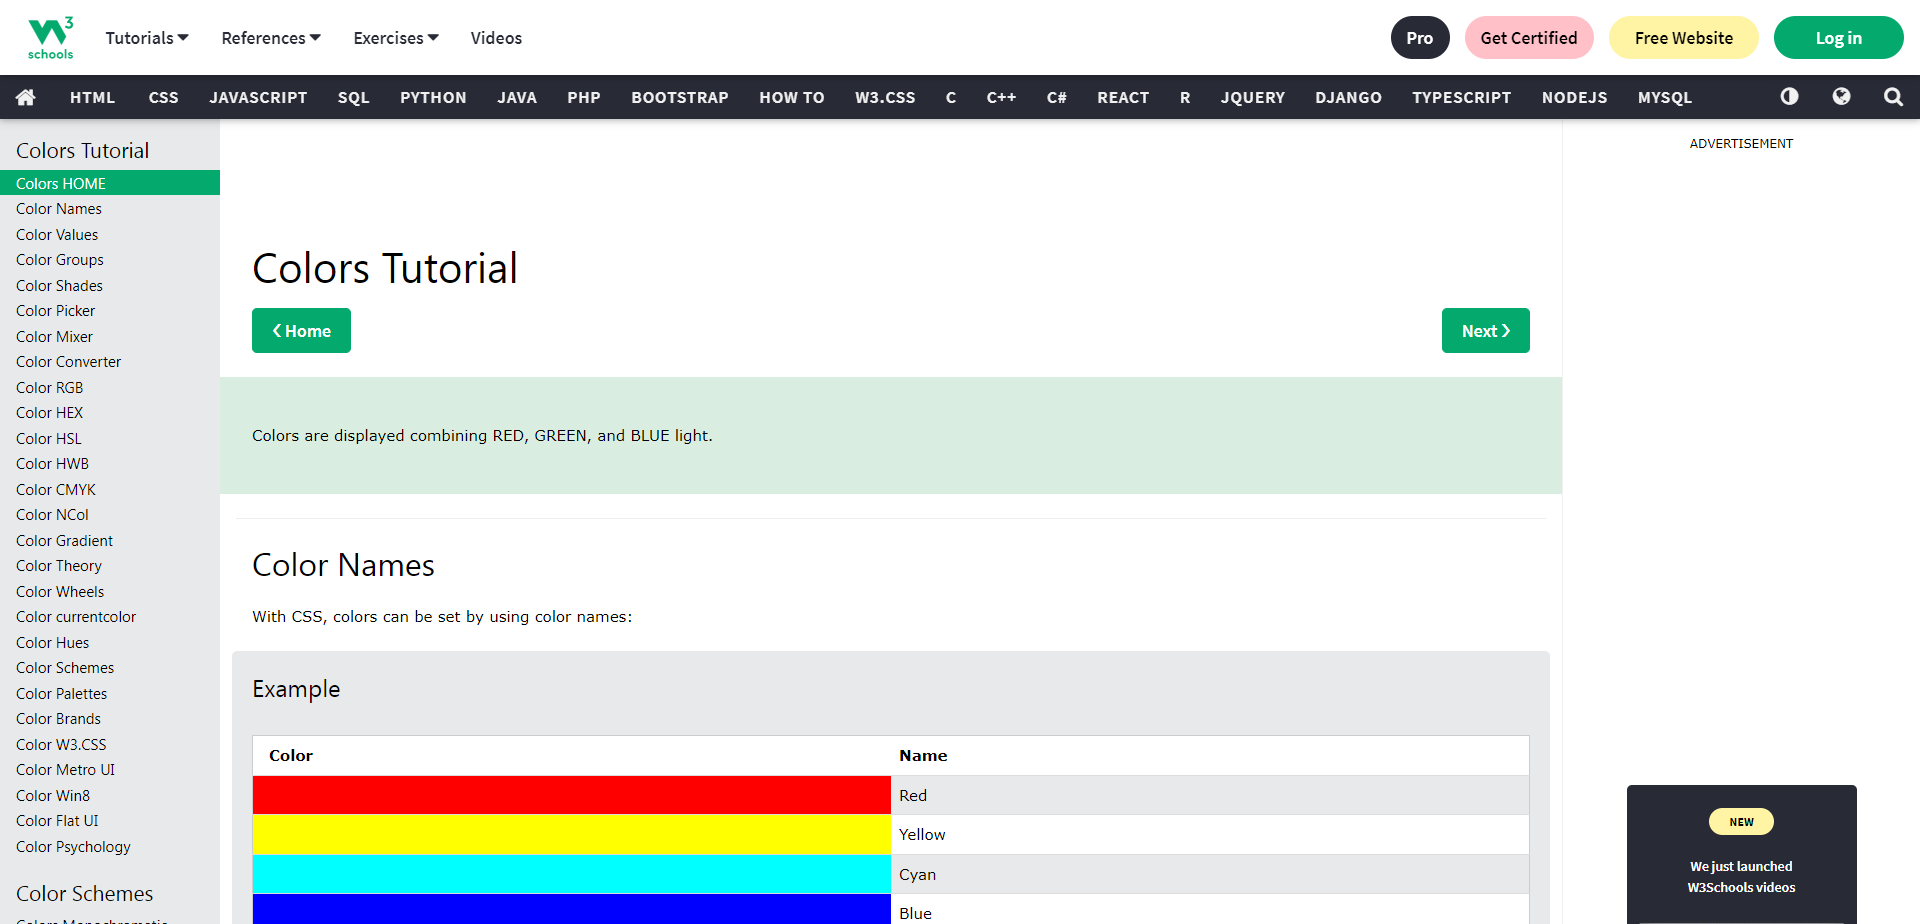 W3 schools
Tutorials References Exercises Videos Pro Get Certified Free Website Log in
HTML CSS JAVASCRIPT SQL PYTHON JAVA PHP BOOTSTRAP HOW TO W3.CSS C C++ C# REACT R JQUERY DJANGO TYPESCRIPT NODEJS MYSQL
Colors Tutorial
Colors HOME
Color Names
Color Values
Color Groups
Color Shades
Color Picker
Color Mixer
Color Converter
Color RGB
Color HEX
Color HSL
Color HWB
Color CMYK
Color NCol
Color Gradient
Color Theory
Color Wheels
Color currentcolor
Color Hues
Color Schemes
Color Palettes
Color Brands
Color W3.CSS
Color Metro UI
Color Win8
Color Flat UI
Color Psychology
Color Schemes
Colors Monochromatic
Colors Tutorial
❮ Home Next ❯
Colors are displayed combining RED, GREEN, and BLUE light.
Color Names
With CSS, colors can be set by using color names:
Example
Color Name
Red
Yellow
Cyan
Blue
ADVERTISEMENT
NEW
We just launched
W3Schools videos